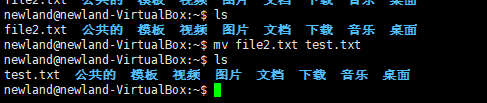 file2.txt 公共的 模板 视频 图片 文档 下载 音乐 桌面
newland@newland-VirtualBox:~$ ls
file2.txt 公共的 模板 视频 图片 文档 下载 音乐 桌面
newland@newland-VirtualBox:~$ mv file2.txt test.txt
newland@newland-VirtualBox:~$ ls
test.txt 公共的 模板 视频 图片 文档 下载 音乐 桌面
newland@newland-VirtualBox:~$